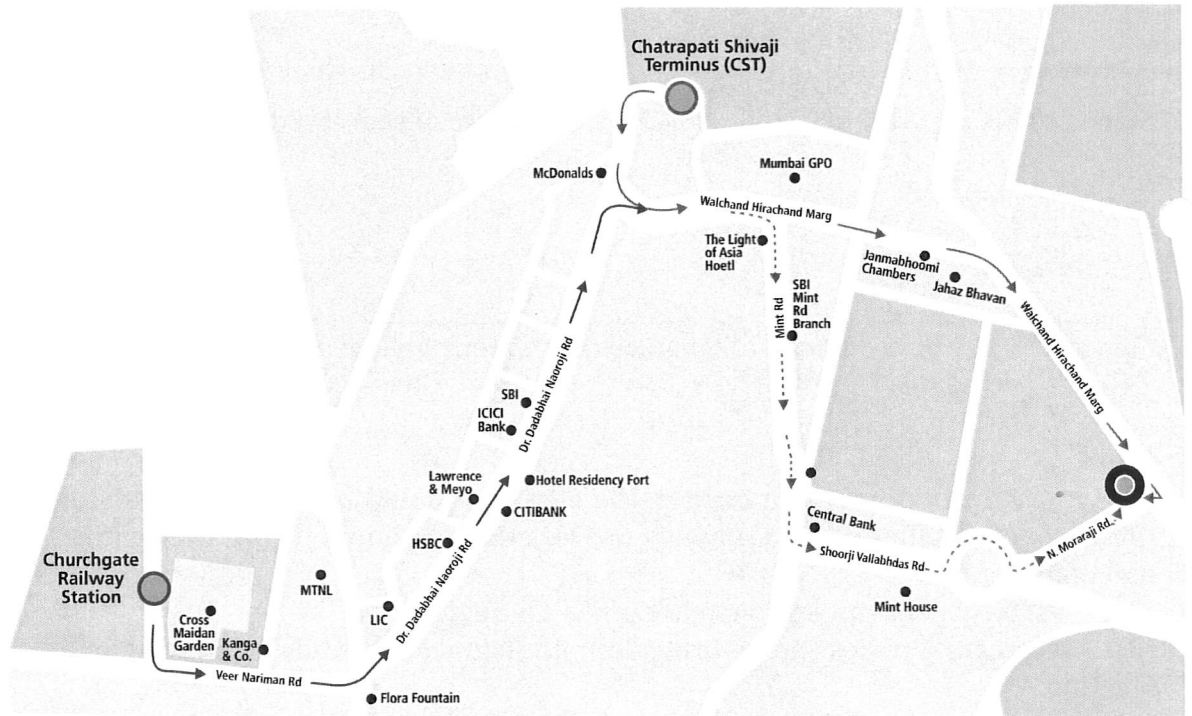 Chatrapati Shivaji
Terminus (CST)
McDonalds
Mumbai GPO
Walchand Hirachand Marg
The Light
of Asia
Hoetl
Janmabhoomi
Chambers
Jahaz Bhavan
SBI
Mint
Rd
Branch
Mint Rd
Walchand Hirachand Marg
SBI
ICICI
Bank
Dr. Dadabhai Naoroji Rd
Lawrence
& Meyo
Hotel Residency Fort
CITIBANK
HSBC
Central Bank
Shoorji Vallabhdas Rd
N. Moraraji Rd.
Mint House
Churchgate
Railway
Station
MTNL
Cross
Maidan
Garden
Kanga
& Co.
LIC
Dr. Dadabhai Naoroji Rd
Veer Nariman Rd
Flora Fountain